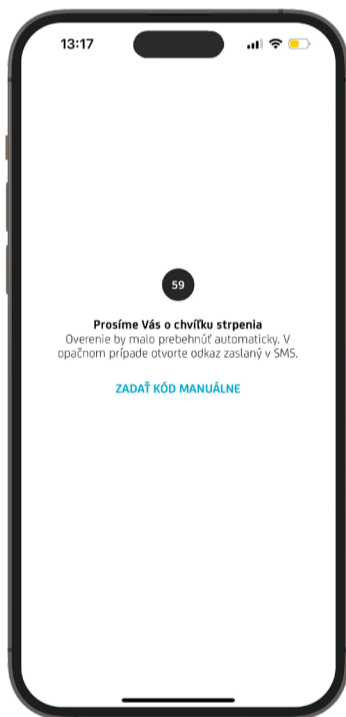 13:17
59
Prosíme Vás o chvíľku strpenia
Overenie by malo prebehnúť automaticky. V
opačnom prípade otvorte odkaz zaslaný v SMS.
ZADAŤ KÓD MANUÁLNE